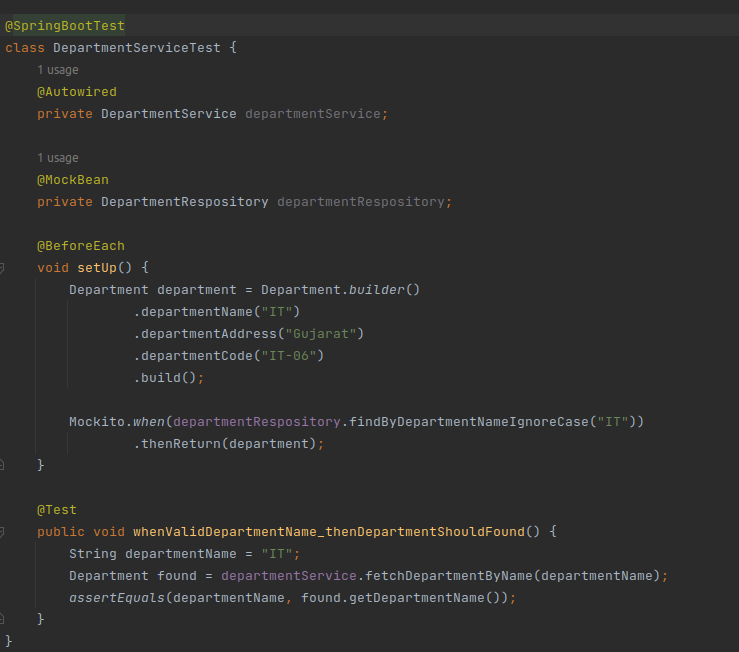 @SpringBootTest
class DepartmentServiceTest {
1 usage
@Autowired
private DepartmentService departmentService;
1 usage
@MockBean
private DepartmentRespository departmentRespository;
@BeforeEach
void setUp() {
Department department = Department.builder()
.departmentName("IT")
.departmentAddress("Gujarat")
.departmentCode("IT-06")
.build();
Mockito.when(departmentRespository.findByDepartmentNameIgnoreCase("IT"))
.thenReturn(department);
}
@Test
public void whenValidDepartmentName_thenDepartmentShouldFound() {
String departmentName = "IT";
Department found = departmentService.fetchDepartmentByName(departmentName);
assertEquals(departmentName, found.getDepartmentName());
}
}